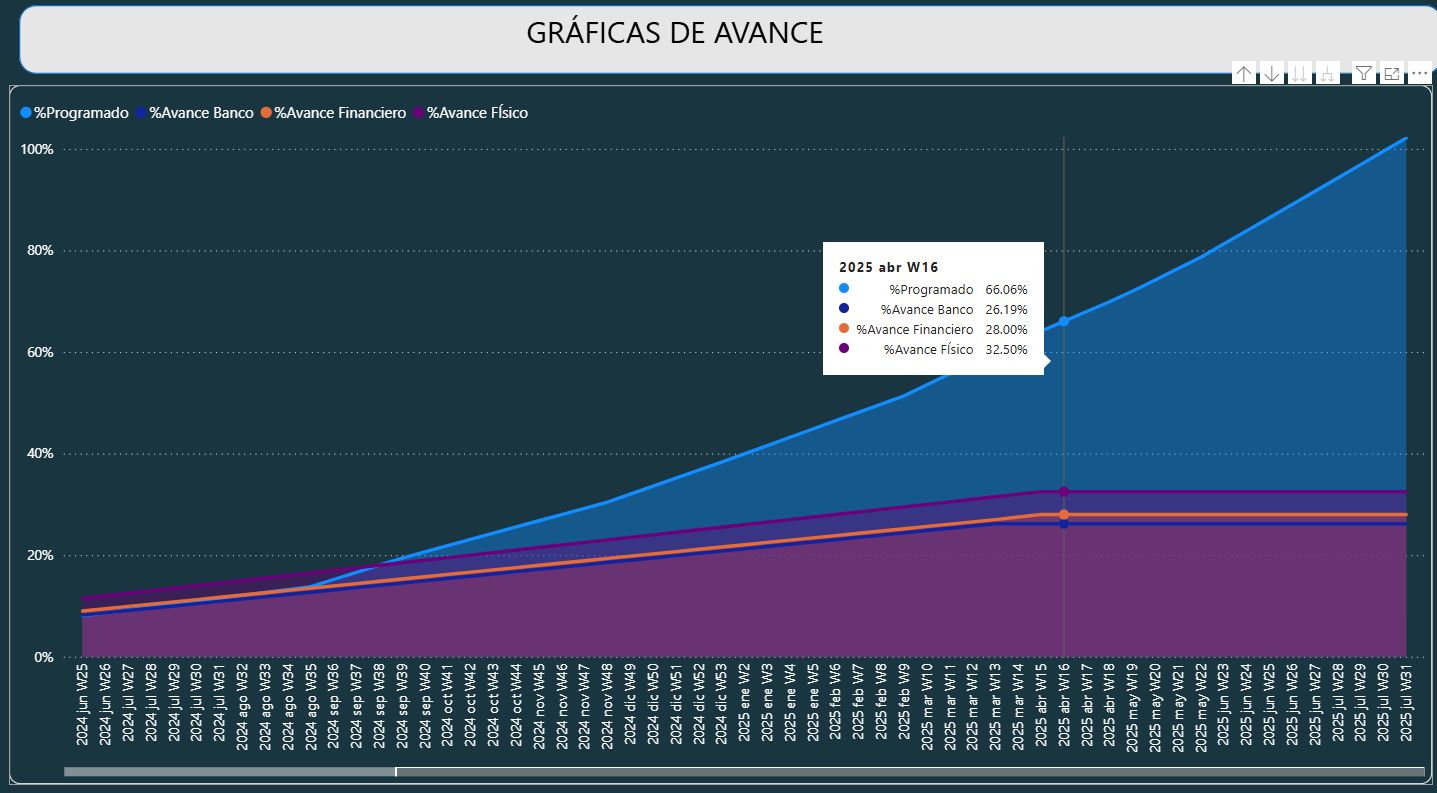 GRÁFICAS DE AVANCE
%Programado %Avance Banco %Avance Financiero %Avance FÍsico
100%
80%
60%
40%
20%
0%
2025 abr W16
%Programado 66.06%
%Avance Banco 26.19%
%Avance Financiero 28.00%
%Avance FÍsico 32.50%
2024 jun W25
2024 jun W26
2024 jul W27
2024 jul W28
2024 jul W29
2024 jul W30
2024 jul W31
2024 ago W32
2024 ago W33
2024 ago W34
2024 ago W35
2024 sep W36
2024 sep W37
2024 sep W38
2024 sep W39
2024 sep W40
2024 oct W41
2024 oct W42
2024 oct W43
2024 oct W44
2024 nov W45
2024 nov W46
2024 nov W47
2024 nov W48
2024 dic W49
2024 dic W50
2024 dic W51
2024 dic W52
2024 dic W53
2025 ene W2
2025 ene W3
2025 ene W4
2025 ene W5
2025 feb W6
2025 feb W7
2025 feb W8
2025 feb W9
2025 mar W10
2025 mar W11
2025 mar W12
2025 mar W13
2025 mar W14
2025 abr W15
2025 abr W16
2025 abr W17
2025 abr W18
2025 may W19
2025 may W20
2025 may W21
2025 may W22
2025 jun W23
2025 jun W24
2025 jun W25
2025 jun W26
2025 jun W27
2025 jul W28
2025 jul W29
2025 jul W30
2025 jul W31